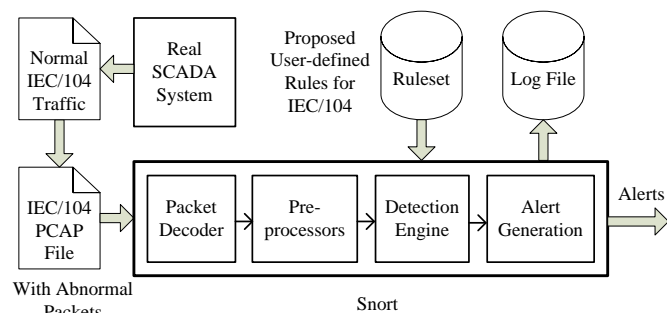 Normal
IEC/104
Traffic
Real
SCADA
System
Proposed
User-defined
Rules for
IEC/104
Ruleset
Log File
IEC/104
PCAP
File
Packet
Decoder
Pre-
processors
Detection
Engine
Alert
Generation
Alerts
With Abnormal
Packets
Snort